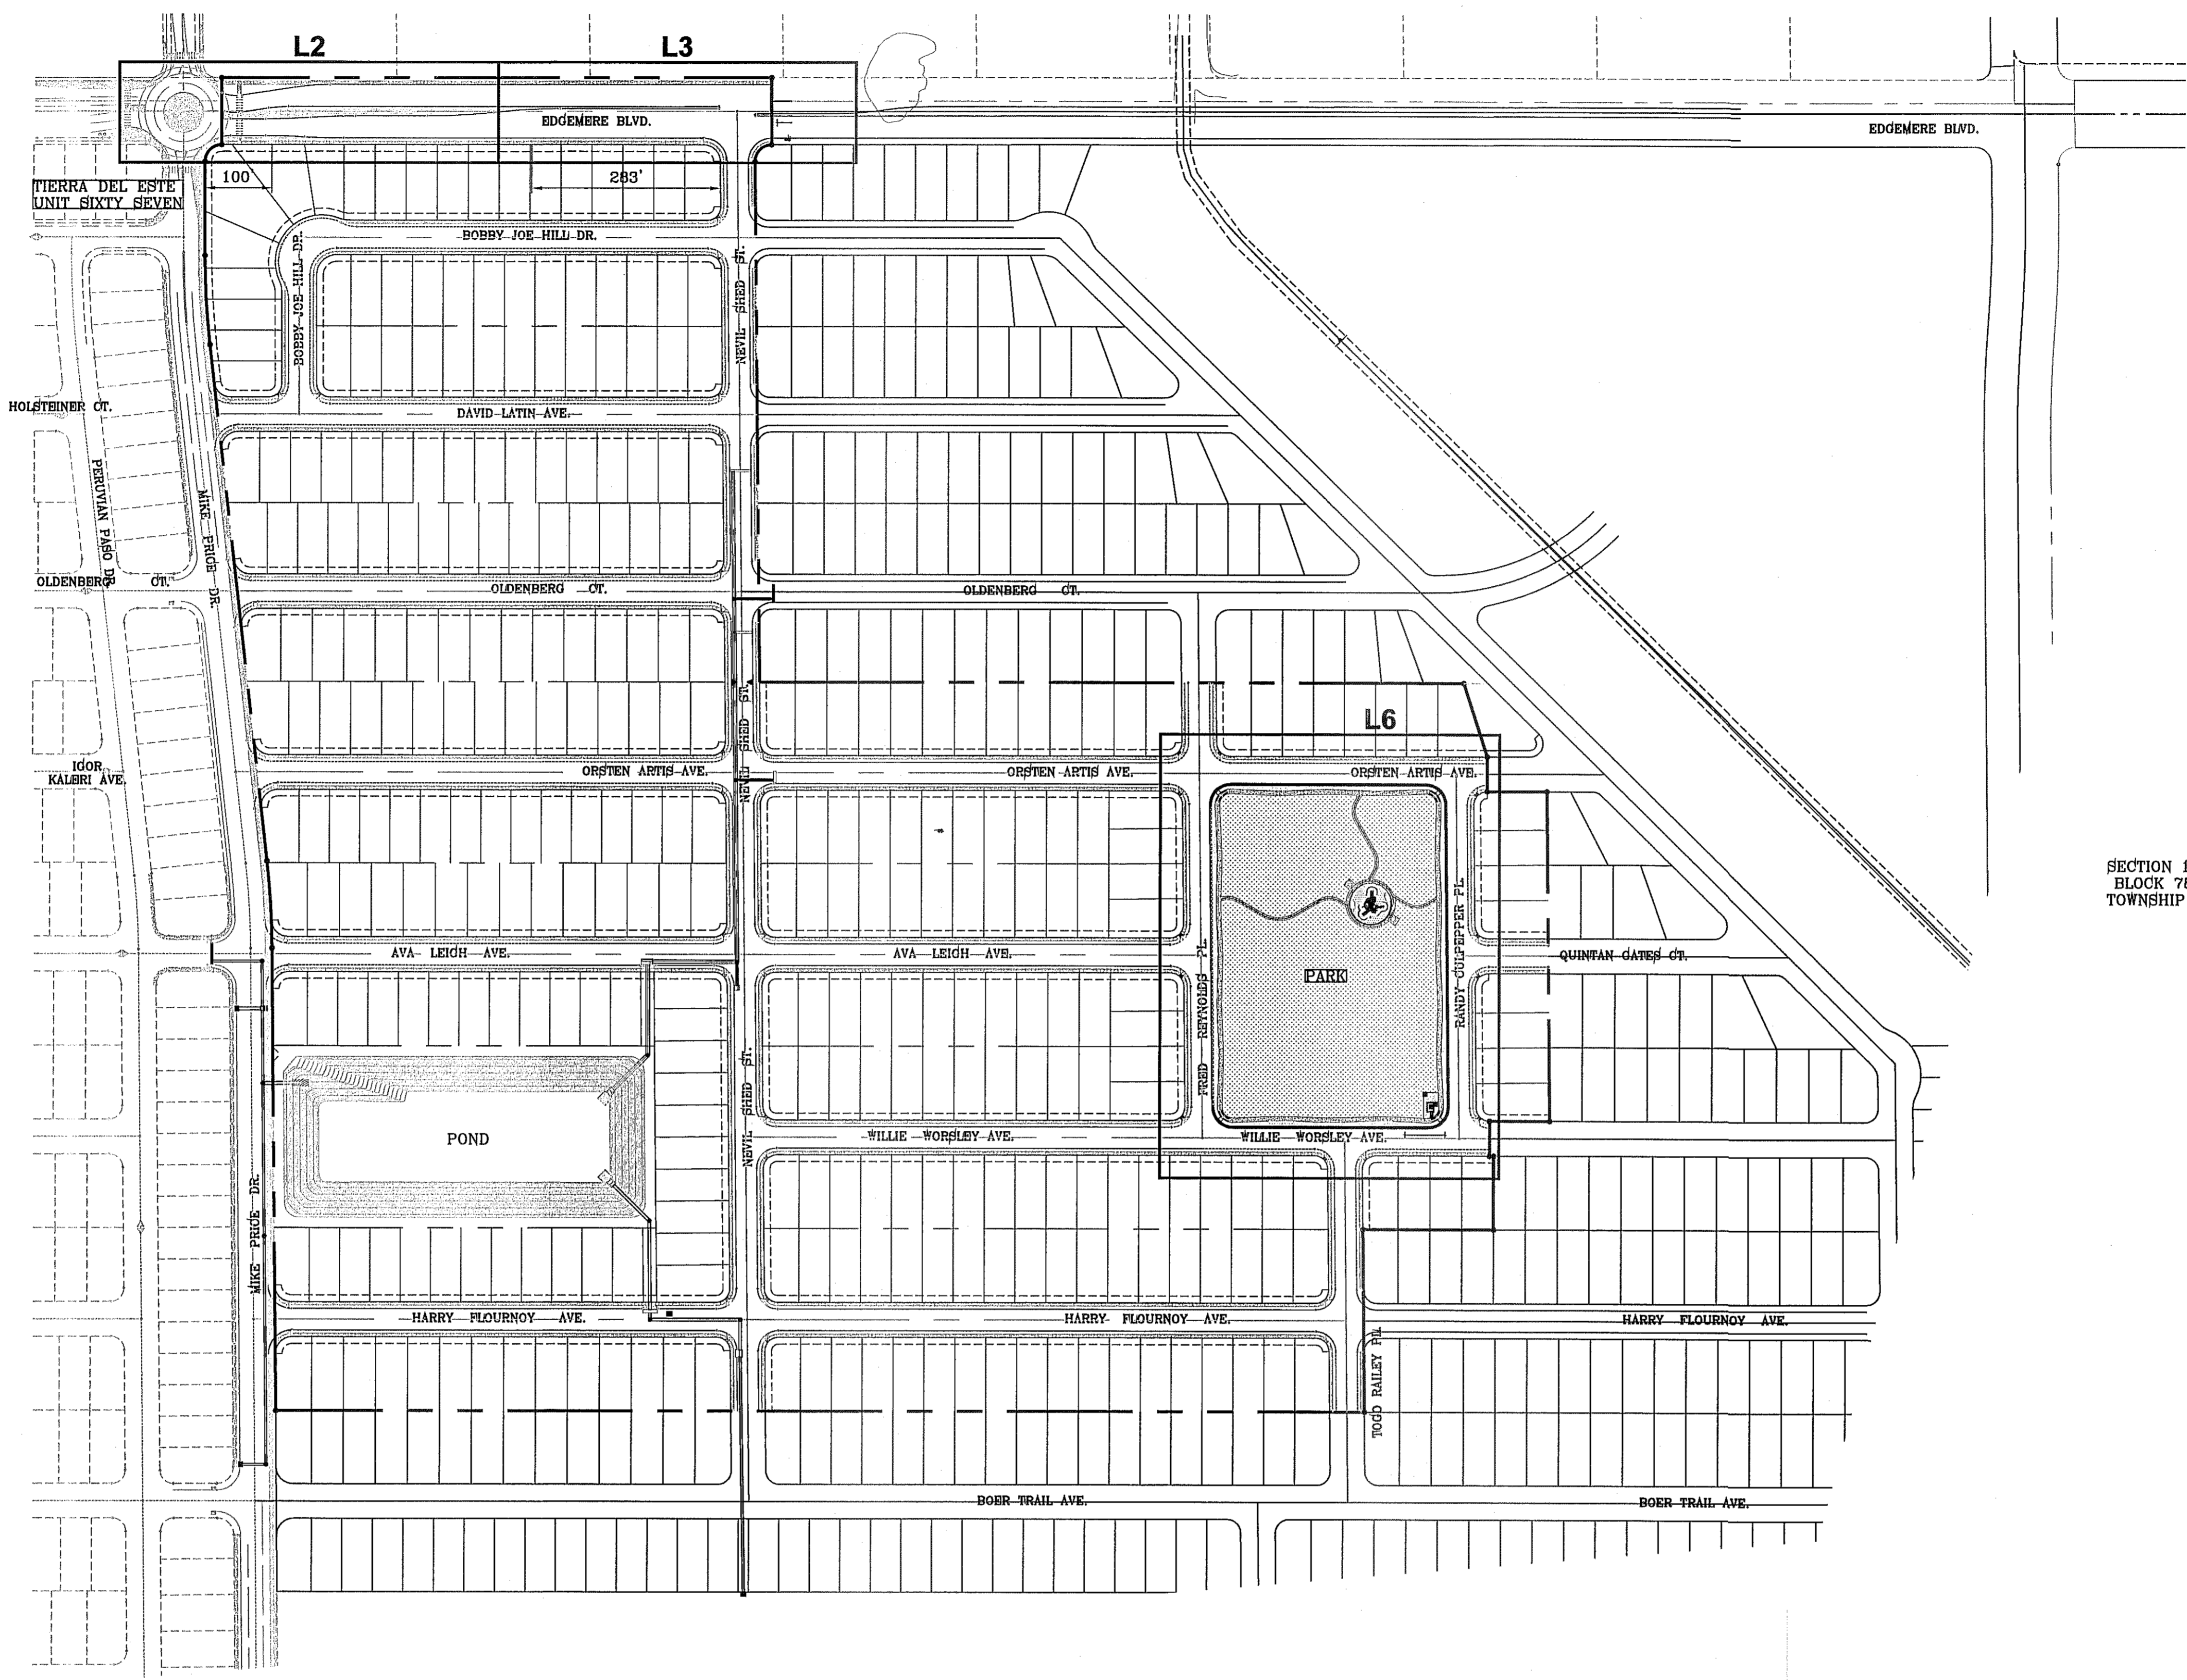 L2
L3
EDGEMERE BLVD.
EDGEMERE BLVD.
TIERRA DEL ESTE
UNIT SIXTY SEVEN
100'
283'
BOBBY JOE HILL DR.
BOBBY JOE HILL DR.
NEVIL SHED ST.
HOLSTEINER CT.
DAVID LATIN AVE.
PERUVIAN PASO DR.
MIKE PRICE DR.
OLDENBERG CT.
OLDENBERG CT.
OLDENBERG CT.
NEVIL SHED ST.
L6
IGOR
KALBRI AVE.
ORSTEN ARTIS AVE.
ORSTEN ARTIS AVE.
ORSTEN ARTIS AVE.
SECTION 1
BLOCK 78
TOWNSHIP
AVA LEIGH AVE.
AVA LEIGH AVE.
FRED REYNOLDS PL.
PARK
RANDY CULPEPPER PL.
QUINTAN GATES CT.
POND
NEVIL SHED ST.
WILLIE WORSLEY AVE.
WILLIE WORSLEY AVE.
MIKE PRICE DR.
HARRY FLOURNOY AVE.
HARRY FLOURNOY AVE.
HARRY FLOURNOY AVE.
TOGO RAILEY PL.
BOER TRAIL AVE.
BOER TRAIL AVE.